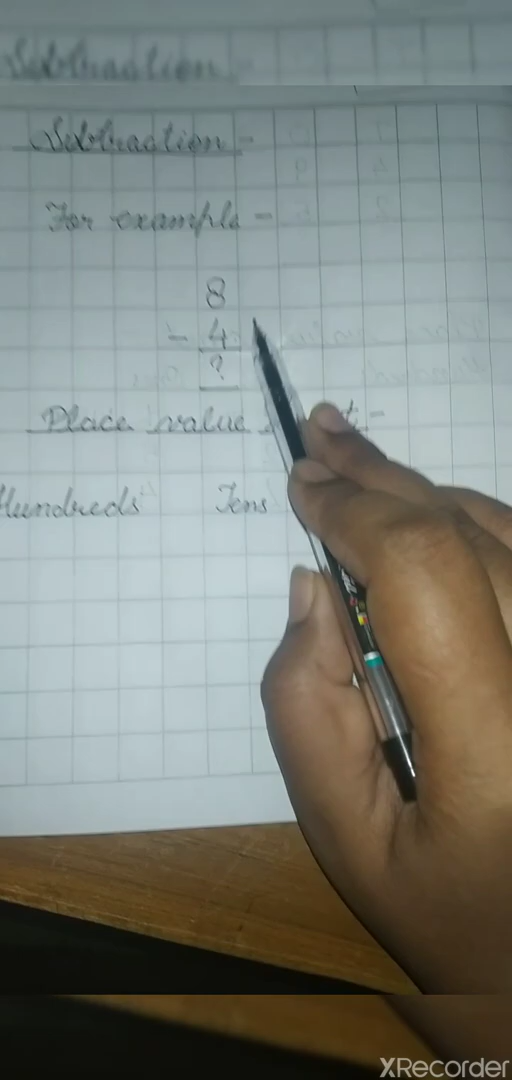 Subtraction
Subtraction -
For example -
8
- 4
?
Place value
Hundreds Tens
XRecorder